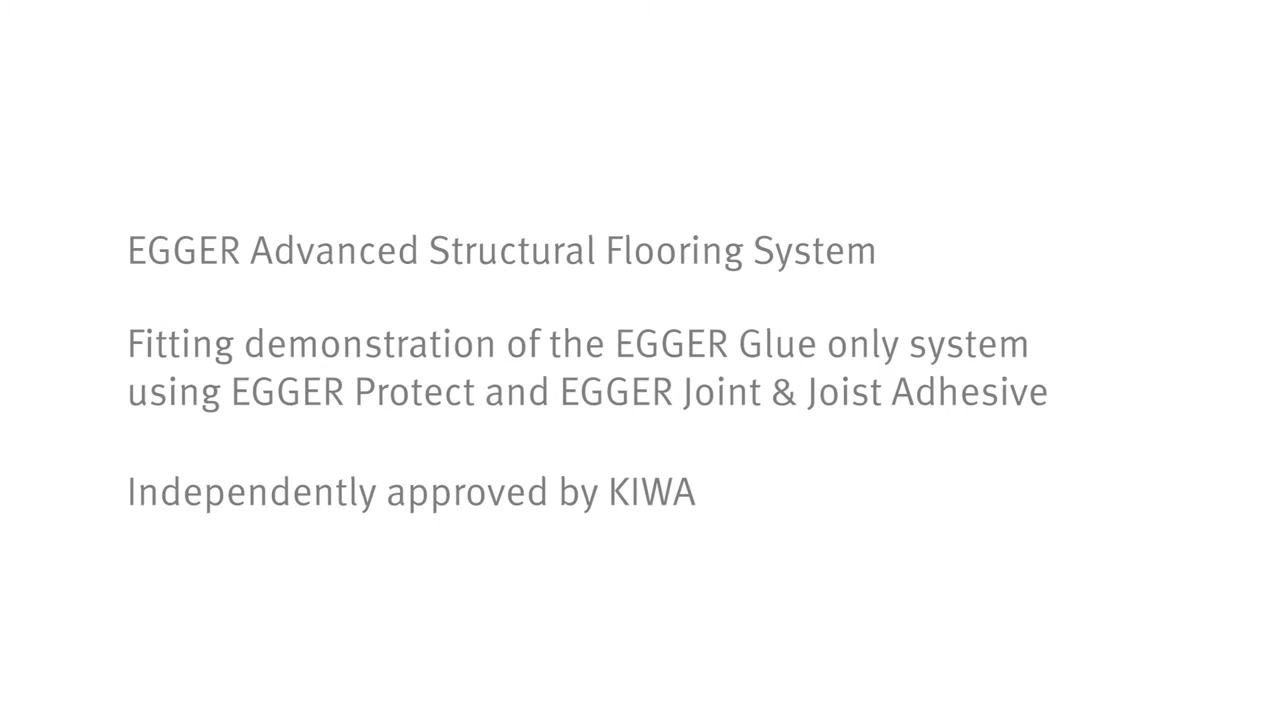 EGGER Advanced Structural Flooring System
Fitting demonstration of the EGGER Glue only system
using EGGER Protect and EGGER Joint & Joist Adhesive
Independently approved by KIWA